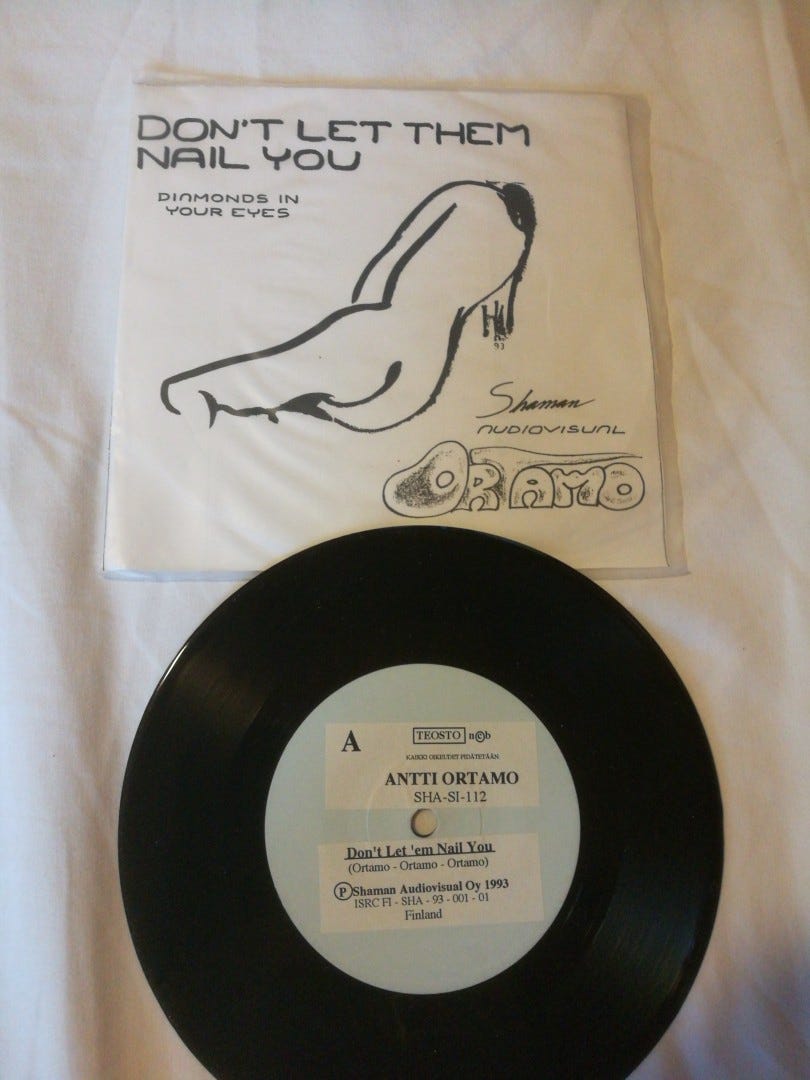 DON'T LET THEM
NAIL YOU
DIAMONDS IN
YOUR EYES
93
Shaman
AUDIOVISUAL
ORTAMO
A
TEOSTO n©b
KAIKKI OIKEUDET PIDÄTETÄÄN
ANTTI ORTAMO
SHA-SI-112
Don't Let 'em Nail You
(Ortamo - Ortamo - Ortamo)
ⓟShaman Audiovisual Oy 1993
ISRC FI - SHA - 93 - 001 - 01
Finland